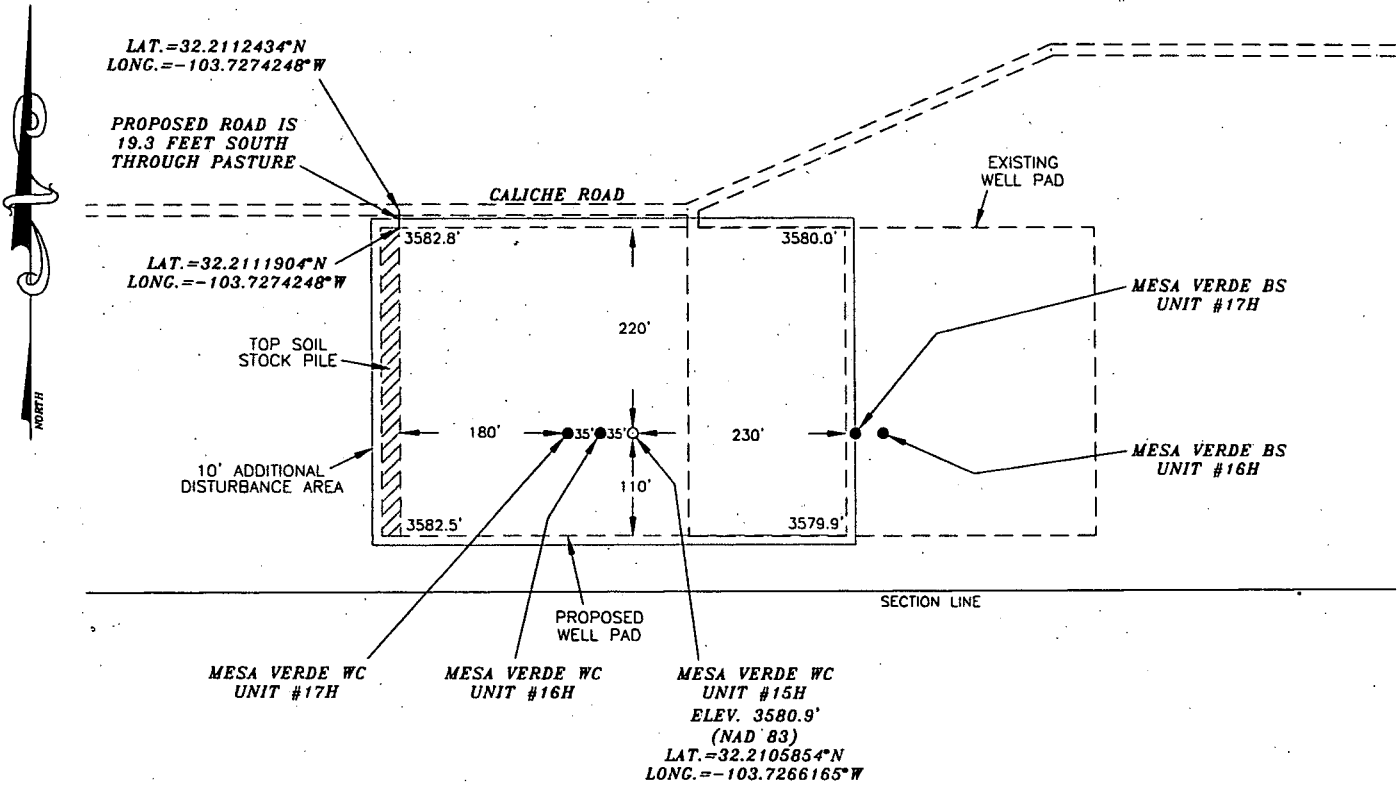 LAT.=32.2112434°N
LONG.=-103.7274248°W
PROPOSED ROAD IS
19.3 FEET SOUTH
THROUGH PASTURE
CALICHE ROAD
EXISTING
WELL PAD
3582.8'
3580.0'
LAT.=32.2111904°N
LONG.=-103.7274248°W
MESA VERDE BS
UNIT #17H
220'
TOP SOIL
STOCK PILE
NORTH
180'
35'
35'
230'
MESA VERDE BS
UNIT #16H
10' ADDITIONAL
DISTURBANCE AREA
110'
3582.5'
3579.9'
SECTION LINE
PROPOSED
WELL PAD
MESA VERDE WC
UNIT #17H
MESA VERDE WC
UNIT #16H
MESA VERDE WC
UNIT #15H
ELEV. 3580.9'
(NAD 83)
LAT.=32.2105854°N
LONG.=-103.7266165°W